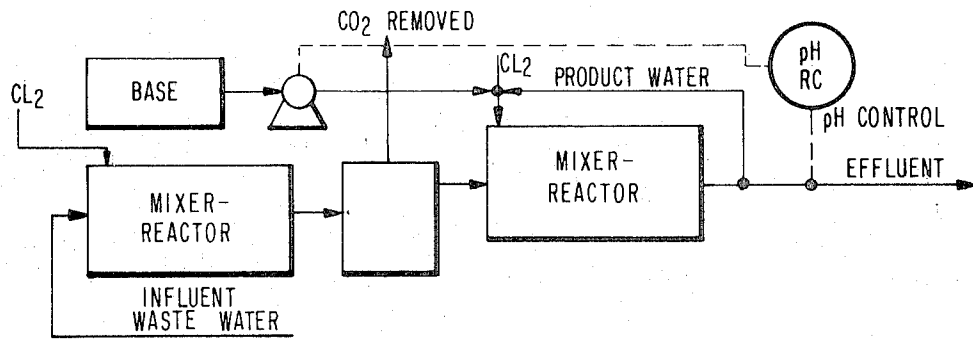 CO2 REMOVED
pH
RC
CL2
BASE
CL2
PRODUCT WATER
pH CONTROL
MIXER-
REACTOR
MIXER-
REACTOR
EFFLUENT
INFLUENT
WASTE WATER